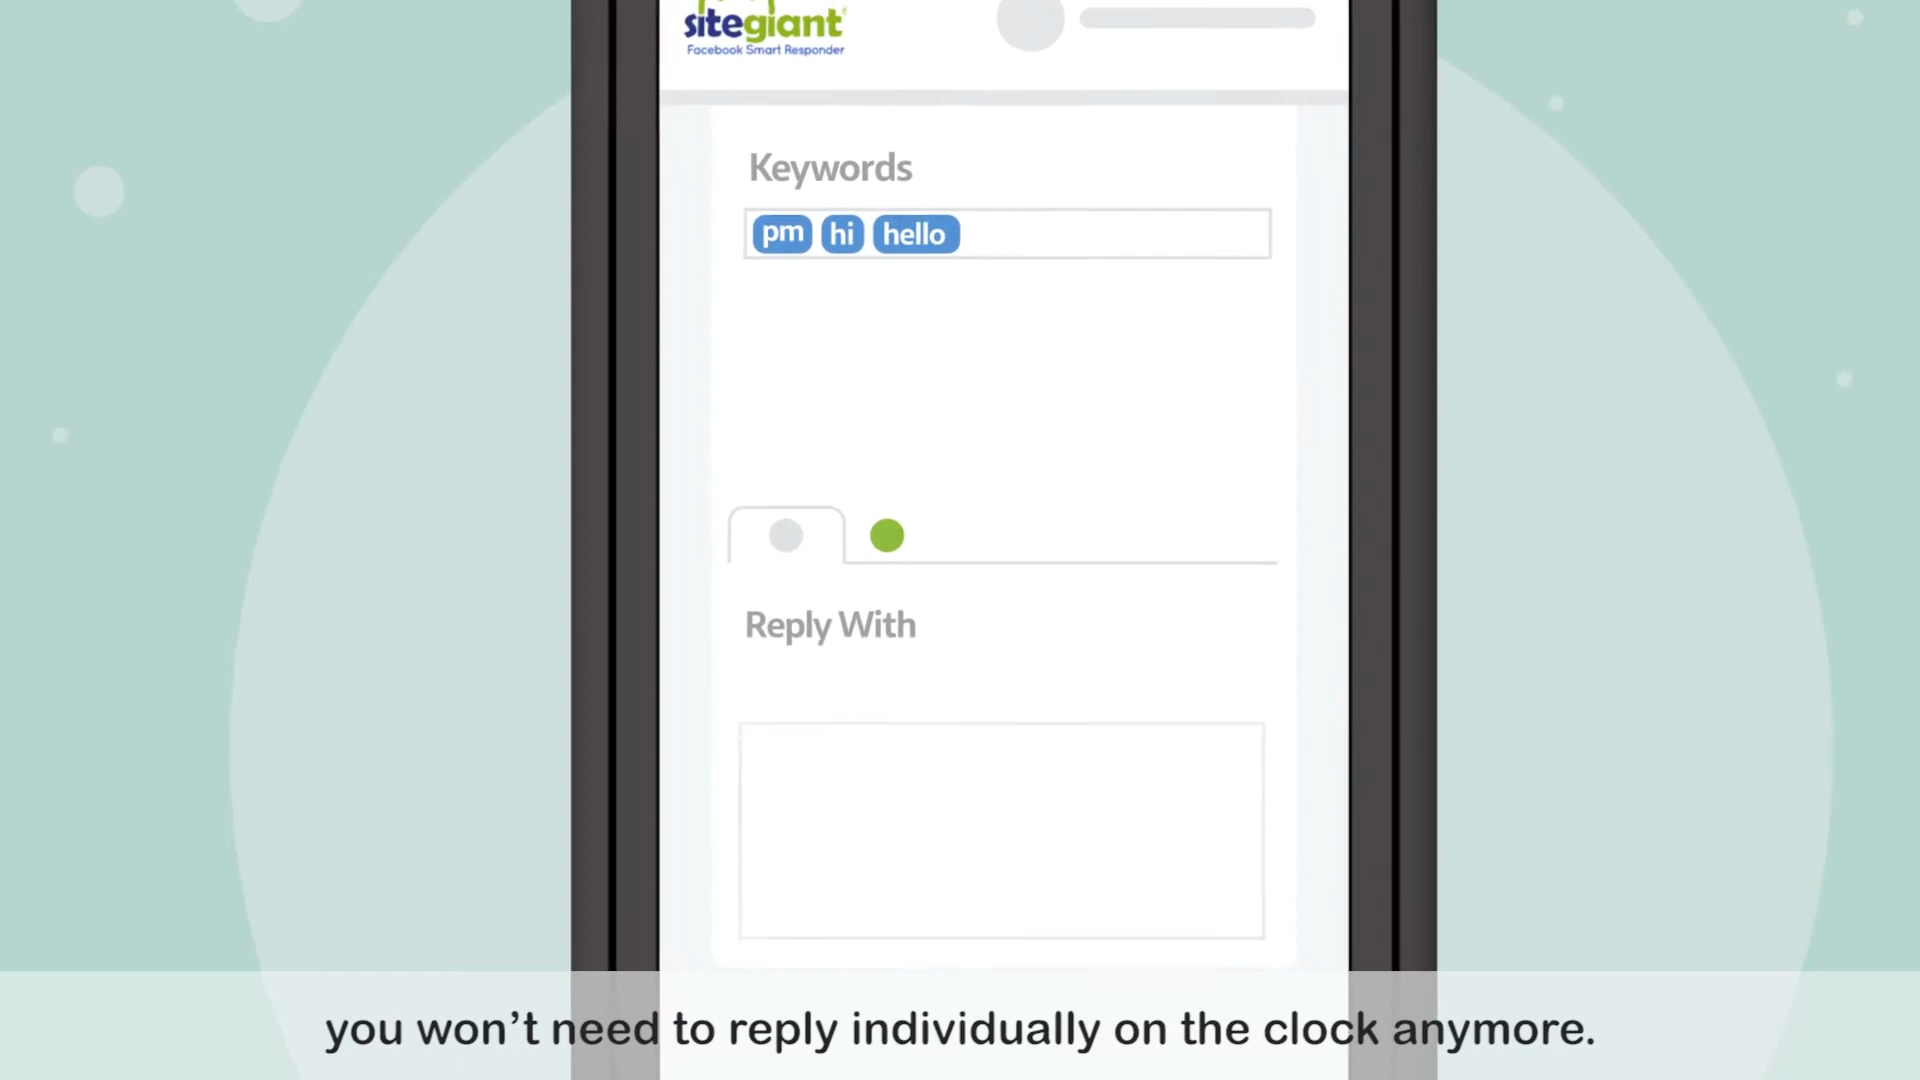 sitegiant
Facebook Smart Responder
Keywords
pm hi hello
Reply With
you won’t need to reply individually on the clock anymore.